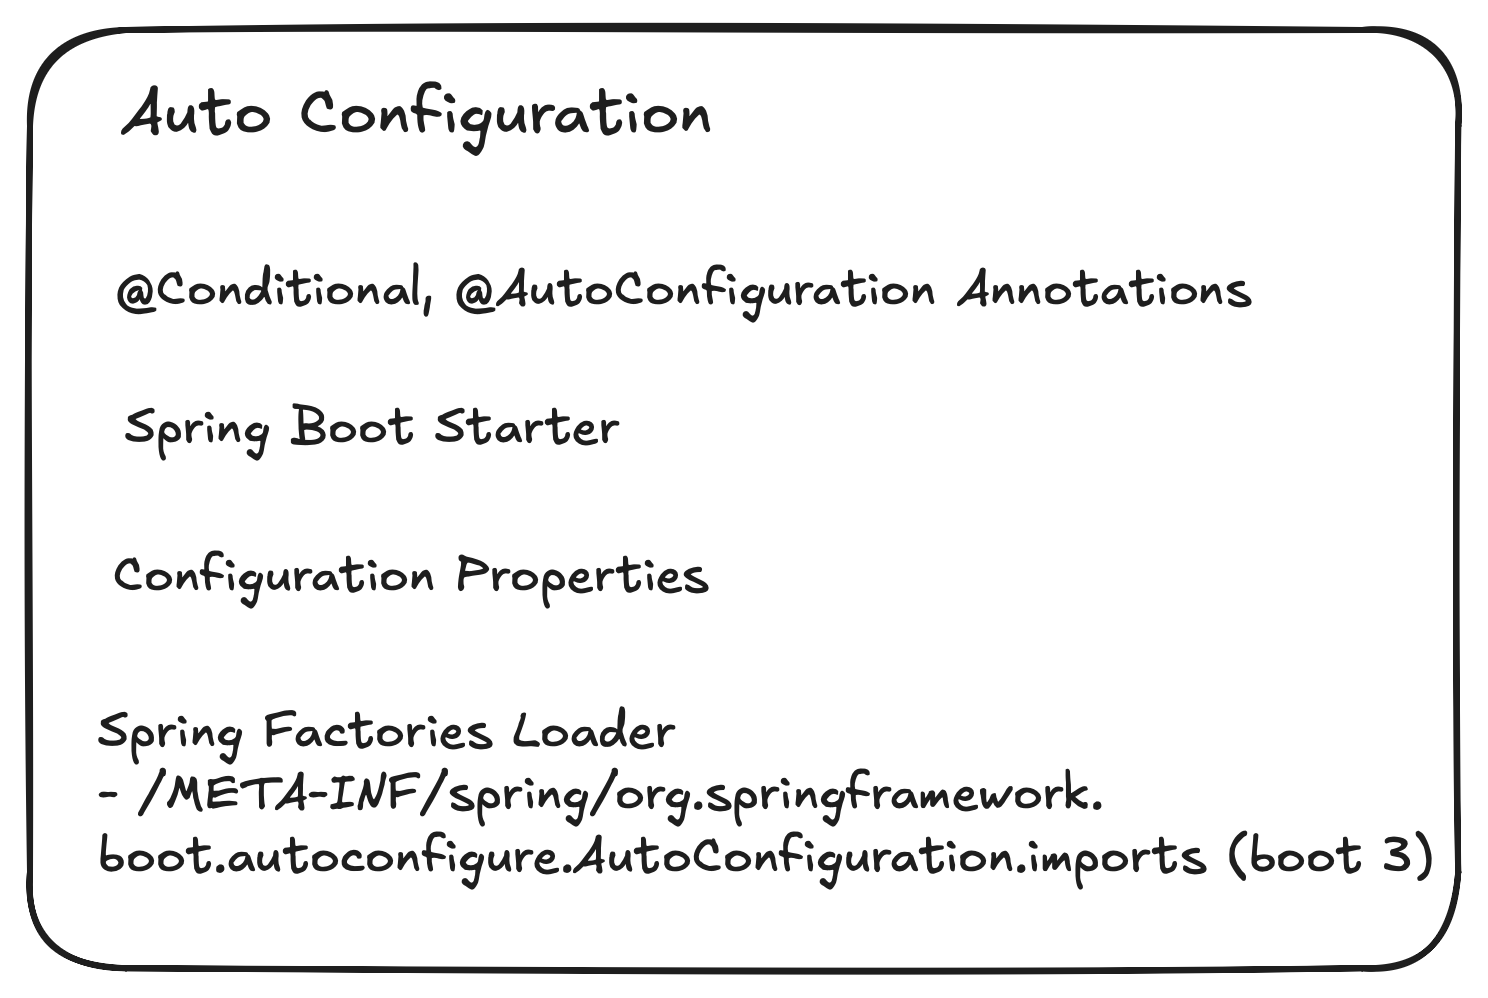 Auto Configuration
@Conditional, @AutoConfiguration Annotations
Spring Boot Starter
Configuration Properties
Spring Factories Loader
- /META-INF/spring/org.springframework.
boot.autoconfigure.AutoConfiguration.imports (boot 3)